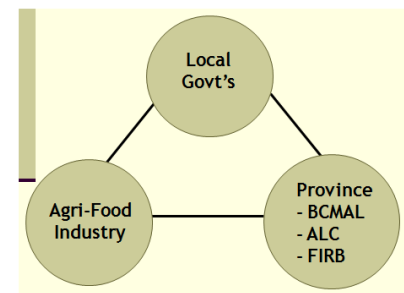 Local
Govt's
Agri-Food
Industry
Province
- BCMAL
- ALC
- FIRB